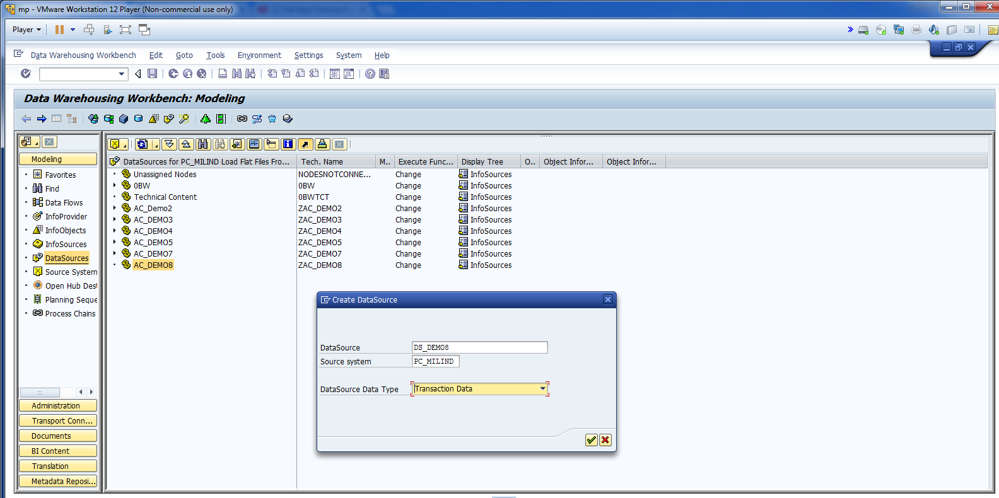 mp - VMware Workstation 12 Player (Non-commercial use only)
Player
Data Warehousing Workbench Edit Goto Tools Environment Settings System Help
Data Warehousing Workbench: Modeling
Modeling
Favorites
Find
Data Flows
InfoProvider
InfoObjects
InfoSources
DataSources
Source System
Open Hub Dest
Planning Seque
Process Chains
Administration
Transport Conn...
Documents
BI Content
Translation
Metadata Reposi...
DataSources for PC_MILIND Load Flat Files Fro... Tech. Name M.. Execute Func... Display Tree O.. Object Infor... Object Infor...
Unassigned Nodes NODESNOTCONNE... Change InfoSources
0BW 0BW Change InfoSources
Technical Content 0BWTCT Change InfoSources
AC_Demo2 ZAC_DEMO2 Change InfoSources
AC_DEMO3 ZAC_DEMO3 Change InfoSources
AC_DEMO4 ZAC_DEMO4 Change InfoSources
AC_DEMO5 ZAC_DEMO5 Change InfoSources
AC_DEMO7 ZAC_DEMO7 Change InfoSources
AC_DEMO8 ZAC_DEMO8 Change InfoSources
Create DataSource
DataSource DS_DEMO8
Source system PC_MILIND
DataSource Data Type Transaction Data